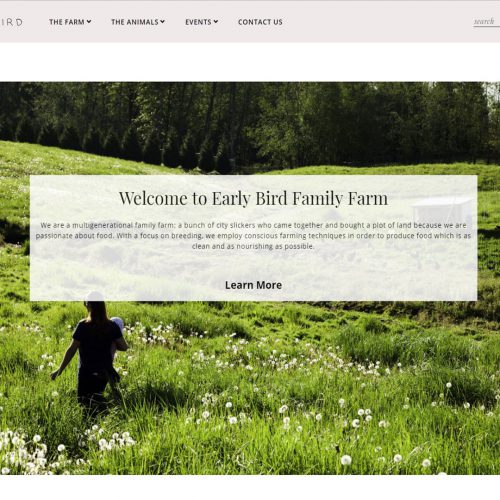 IRD THE FARM THE ANIMALS EVENTS CONTACT US search
Welcome to Early Bird Family Farm
We are a multigenerational family farm; a bunch of city slickers who came together and bought a plot of land because we are
passionate about food. With a focus on breeding, we employ conscious farming techniques in order to produce food which is as
clean and as nourishing as possible.
Learn More